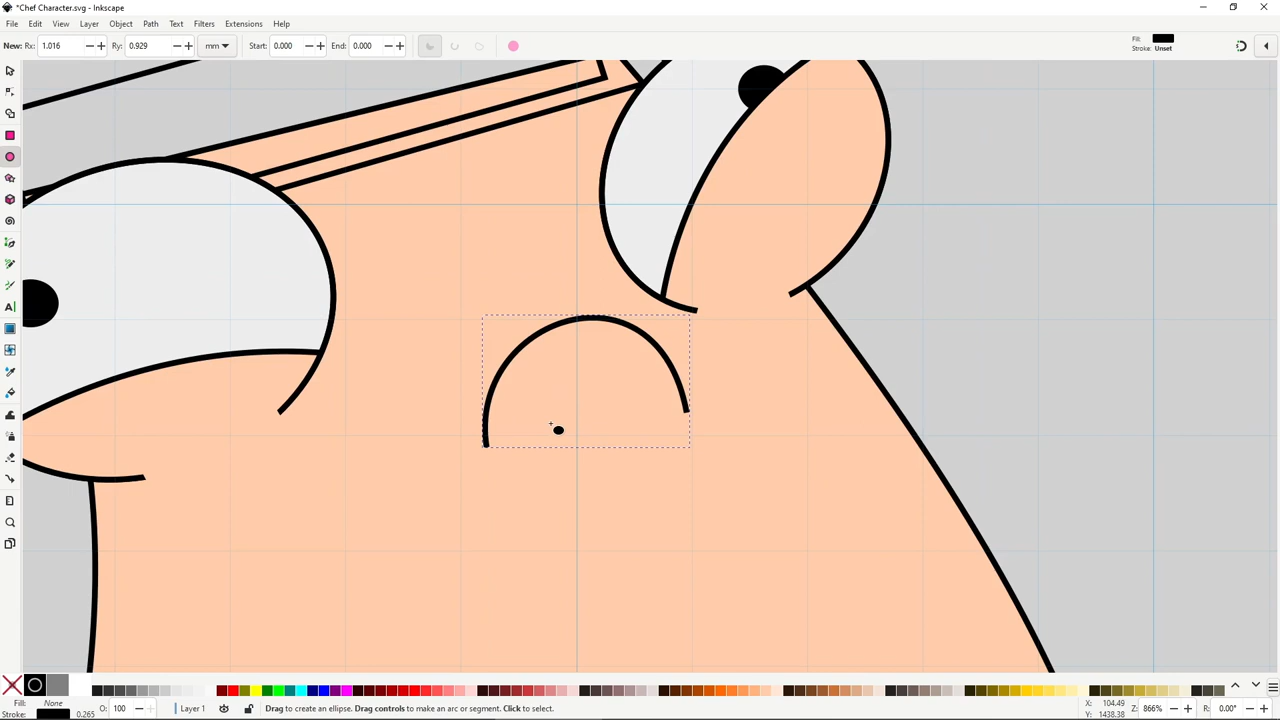 *Chef Character.svg - Inkscape
File Edit View Layer Object Path Text Filters Extensions Help
New: Rx: 1.016 Ry: 0.929 mm Start: 0.000 End: 0.000
Fill:
Stroke: Unset
Fill: None
Stroke: 0.265
O: 100
Layer 1
Drag to create an ellipse. Drag controls to make an arc or segment. Click to select.
X: 104.49
Y: 1438.38
Z: 866%
R: 0.00°